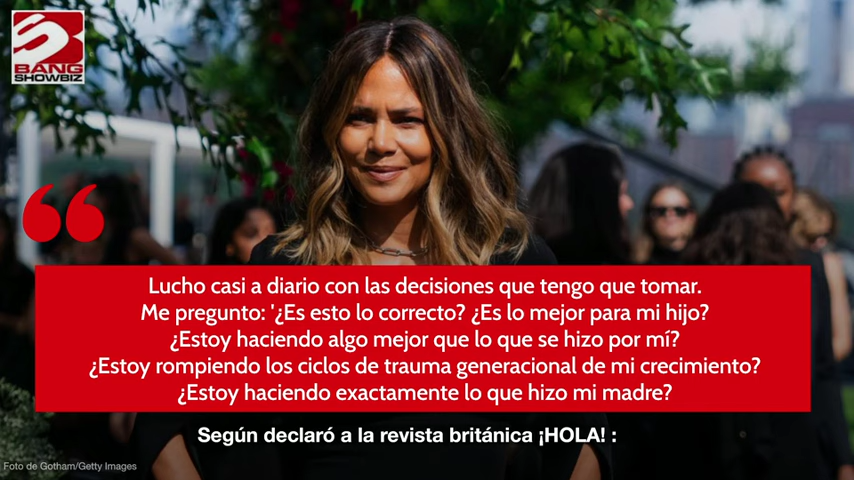 BANG
SHOWBIZ
“
Lucho casi a diario con las decisiones que tengo que tomar.
Me pregunto: '¿Es esto lo correcto? ¿Es lo mejor para mi hijo?
¿Estoy haciendo algo mejor que lo que se hizo por mí?
¿Estoy rompiendo los ciclos de trauma generacional de mi crecimiento?
¿Estoy haciendo exactamente lo que hizo mi madre?
Según declaró a la revista británica ¡HOLA! :
Foto de Gotham/Getty Images